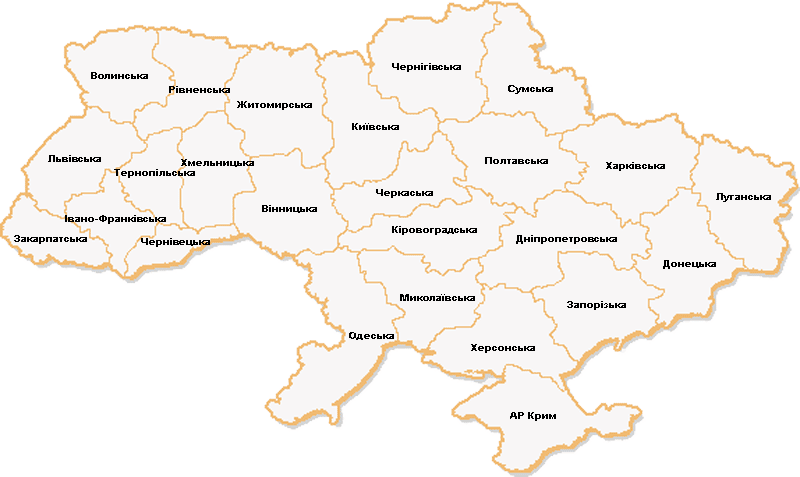 Чернігівська
Волинська
Сумська
Рівненська
Житомирська
Київська
Львівська
Полтавська
Хмельницька
Харківська
Тернопільська
Черкаська
Луганська
Вінницька
Івано-Франківська
Кіровоградська
Закарпатська
Чернівецька
Дніпропетровська
Донецька
Миколаївська
Запорізька
Одеська
Херсонська
АР Крим